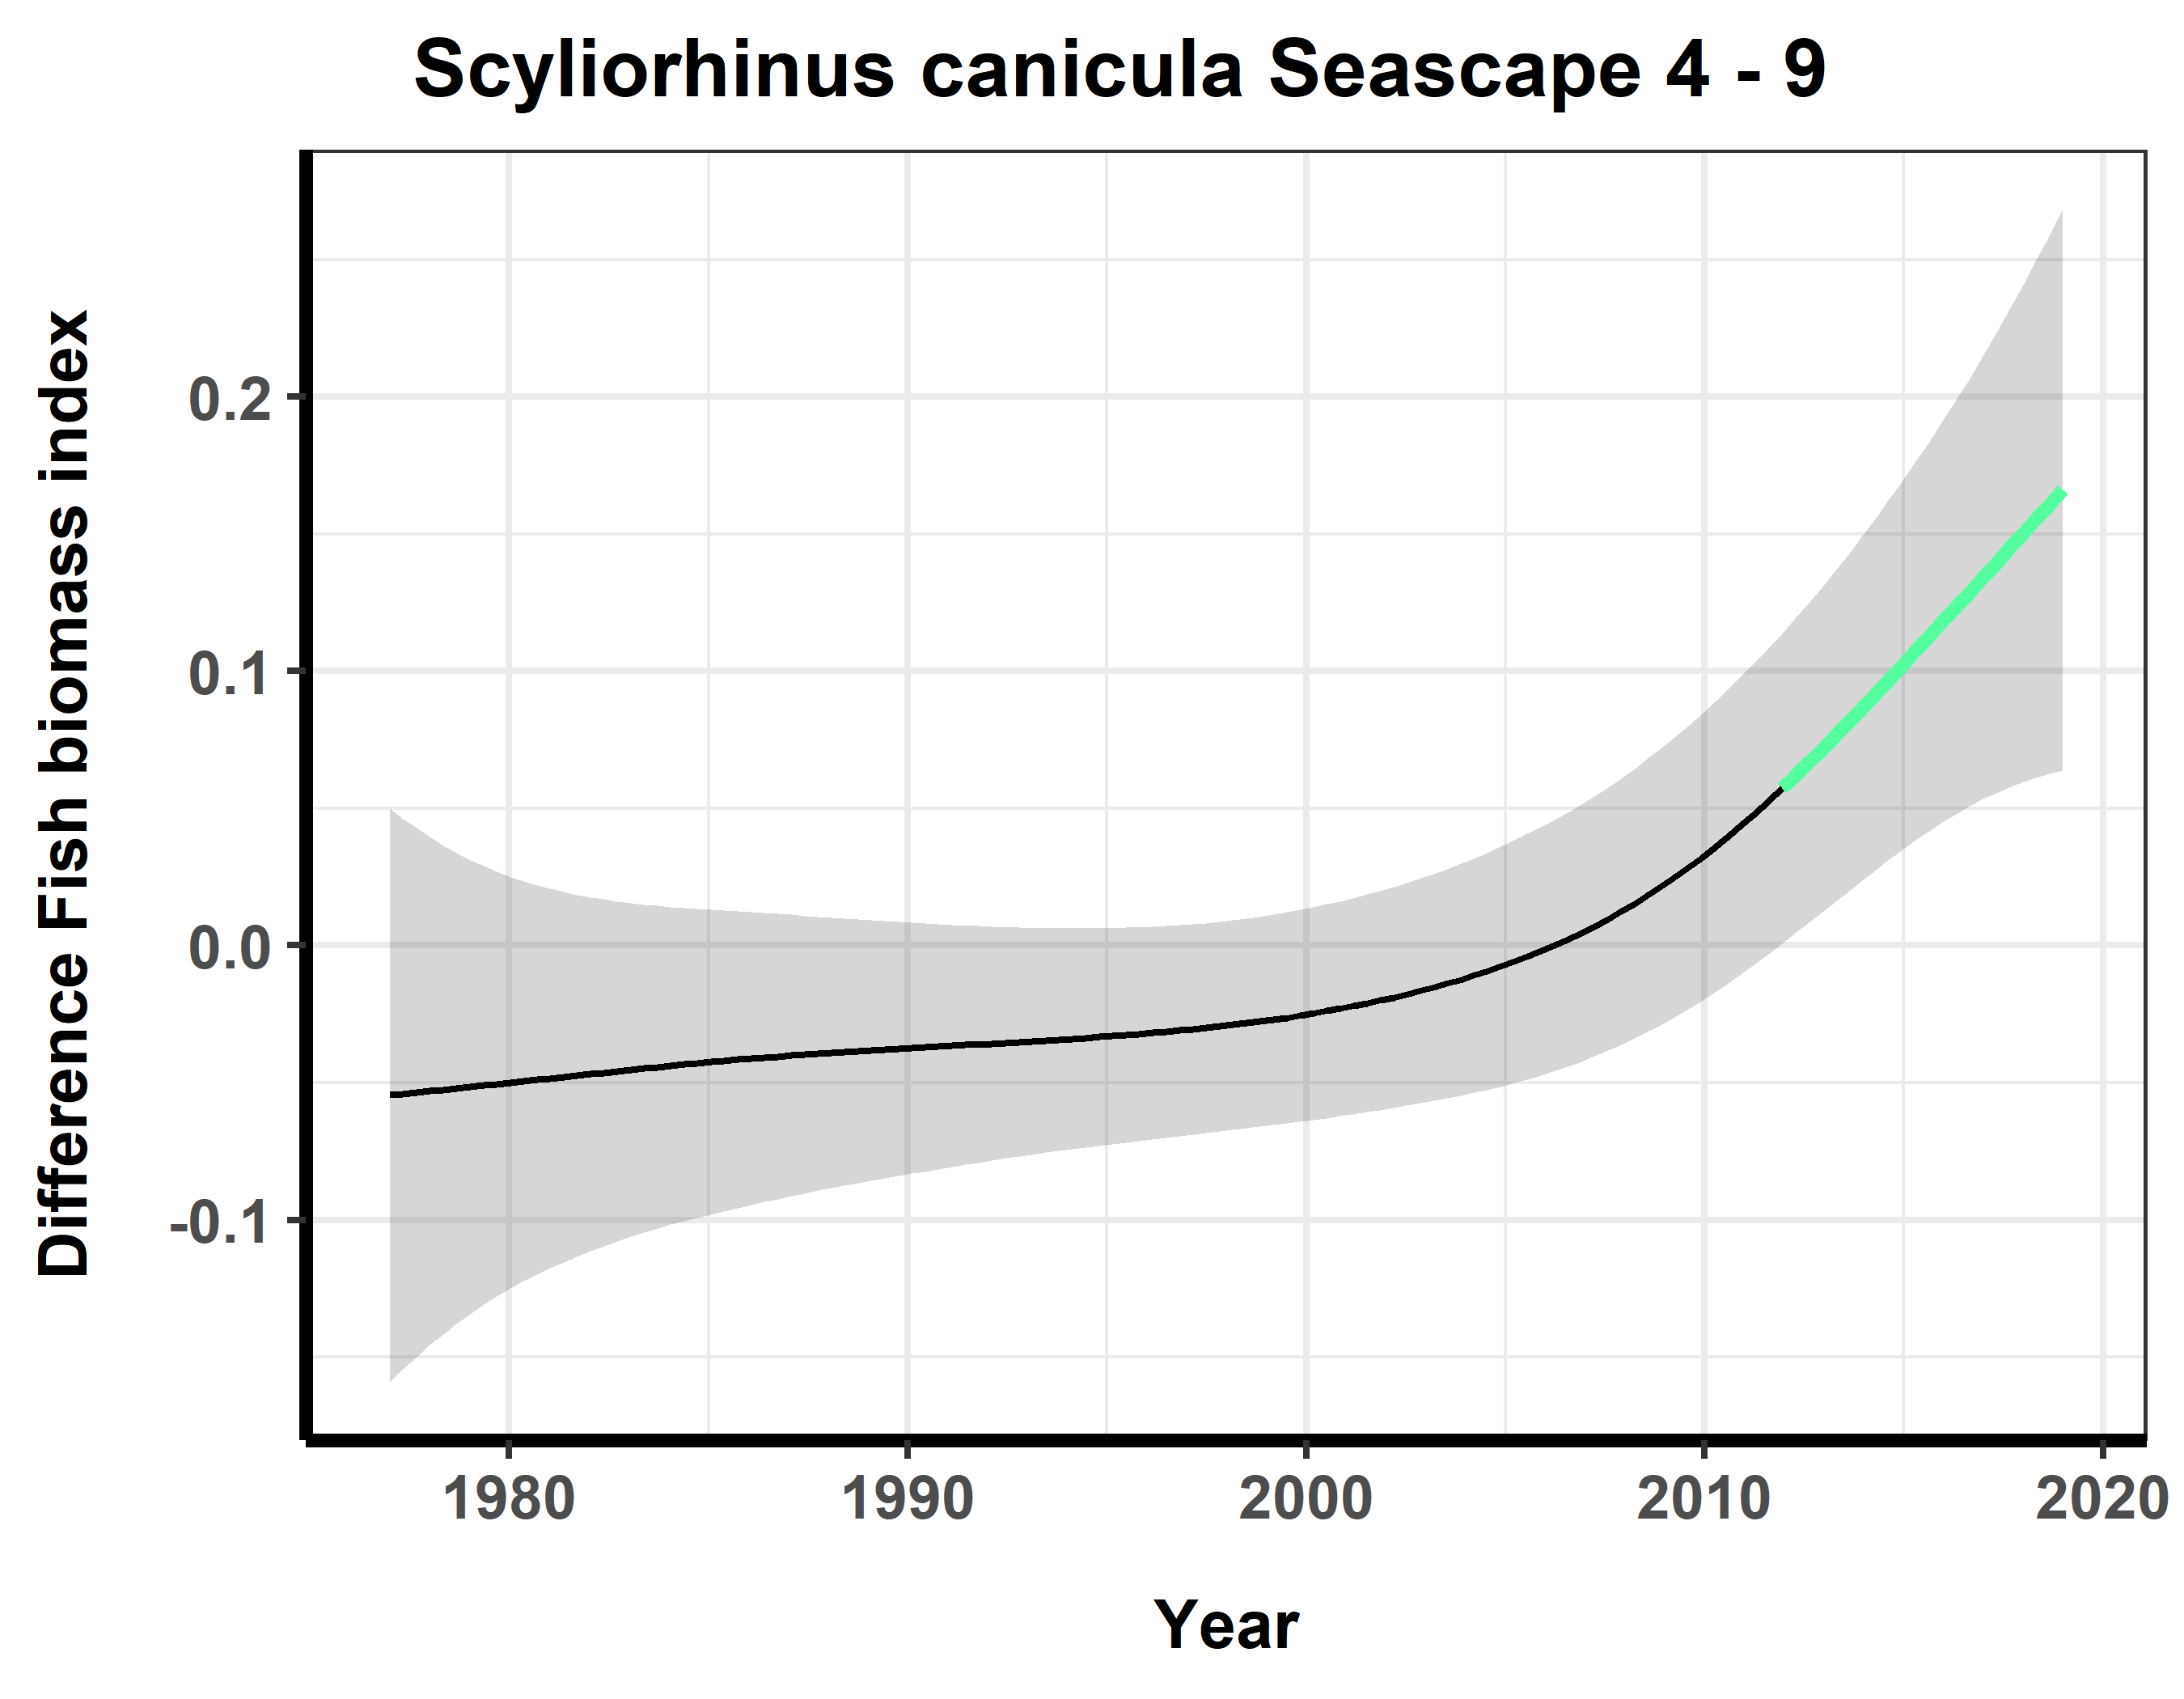 Scyliorhinus canicula Seascape 4 - 9
Difference Fish biomass index
0.2
0.1
0.0
-0.1
1980 1990 2000 2010 2020
Year